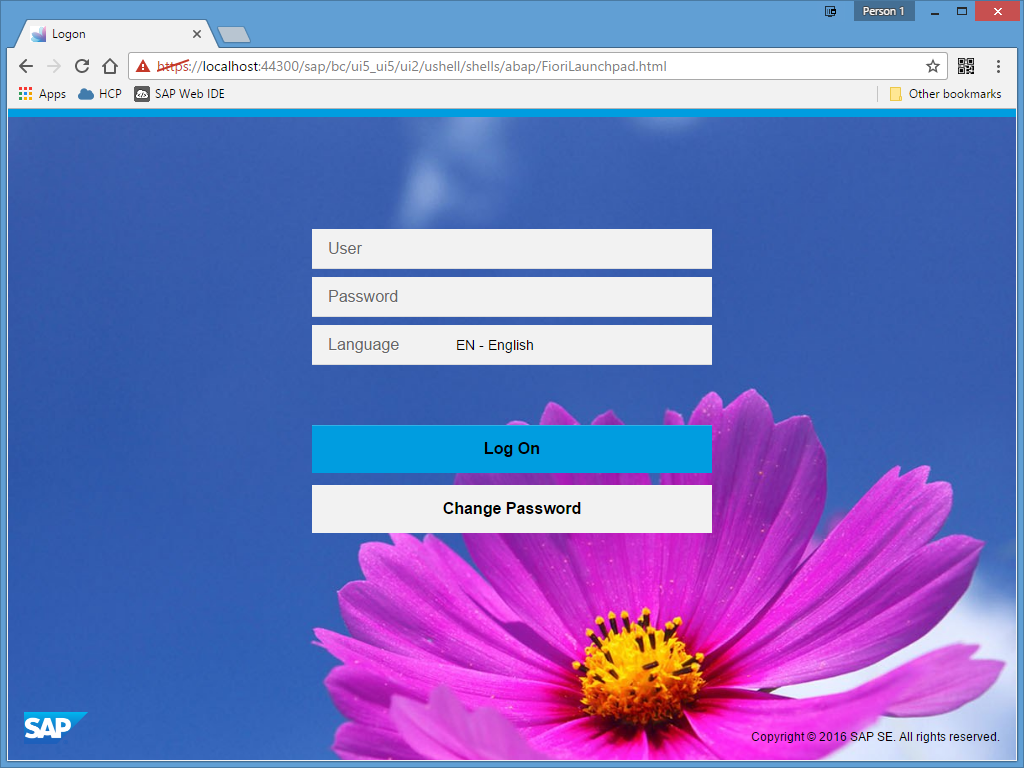 Person 1
Logon
https://localhost:44300/sap/bc/ui5_ui5/ui2/ushell/shells/abap/FioriLaunchpad.html
Apps HCP SAP Web IDE Other bookmarks
User
Password
Language EN - English
Log On
Change Password
SAP
Copyright © 2016 SAP SE. All rights reserved.